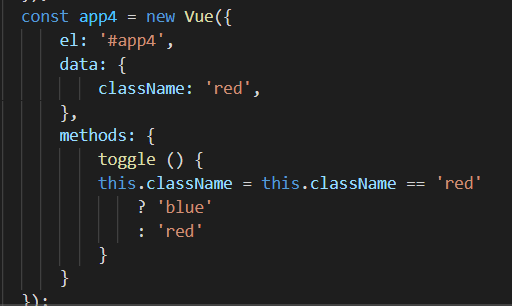 });
const app4 = new Vue({
    el: '#app4',
    data: {
        className: 'red',
    },
    methods: {
        toggle () {
        this.className = this.className == 'red'
            ? 'blue'
            : 'red'
        }
    }
});